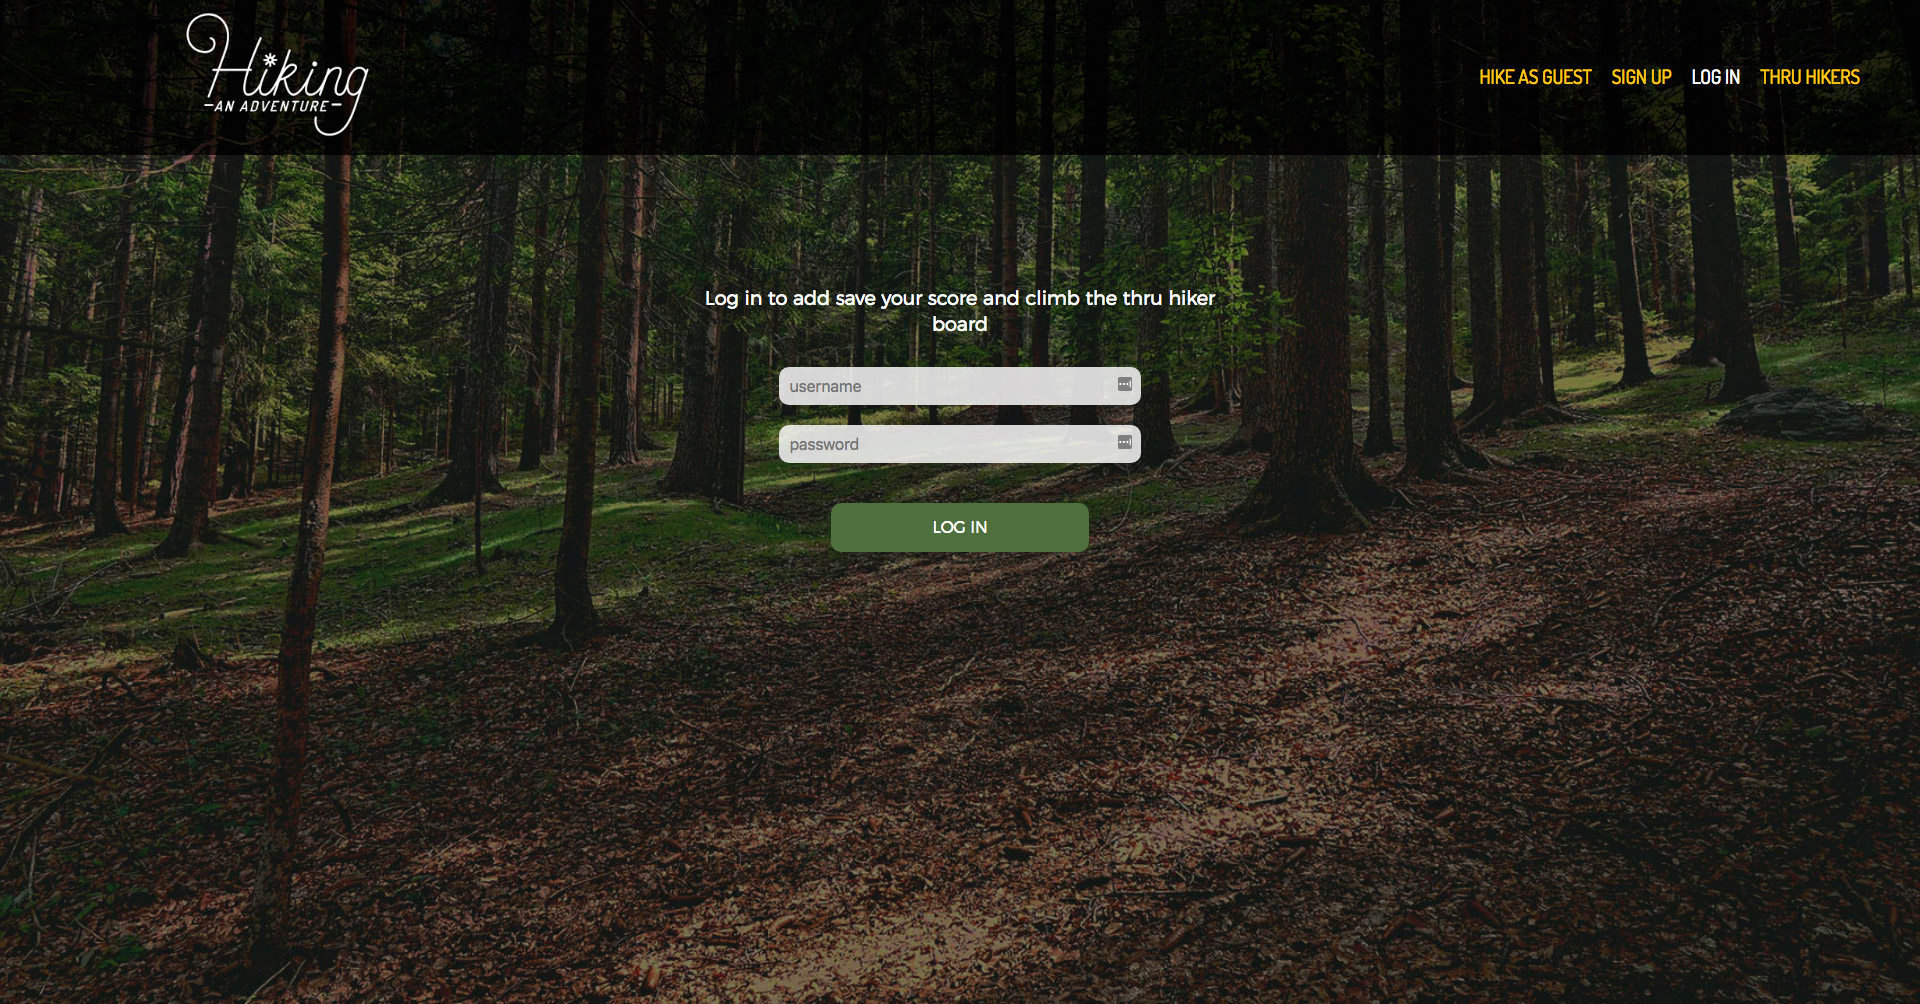 Hiking
AN ADVENTURE
HIKE AS GUEST SIGN UP LOG IN THRU HIKERS
Log in to add save your score and climb the thru hiker
board
username
password
LOG IN